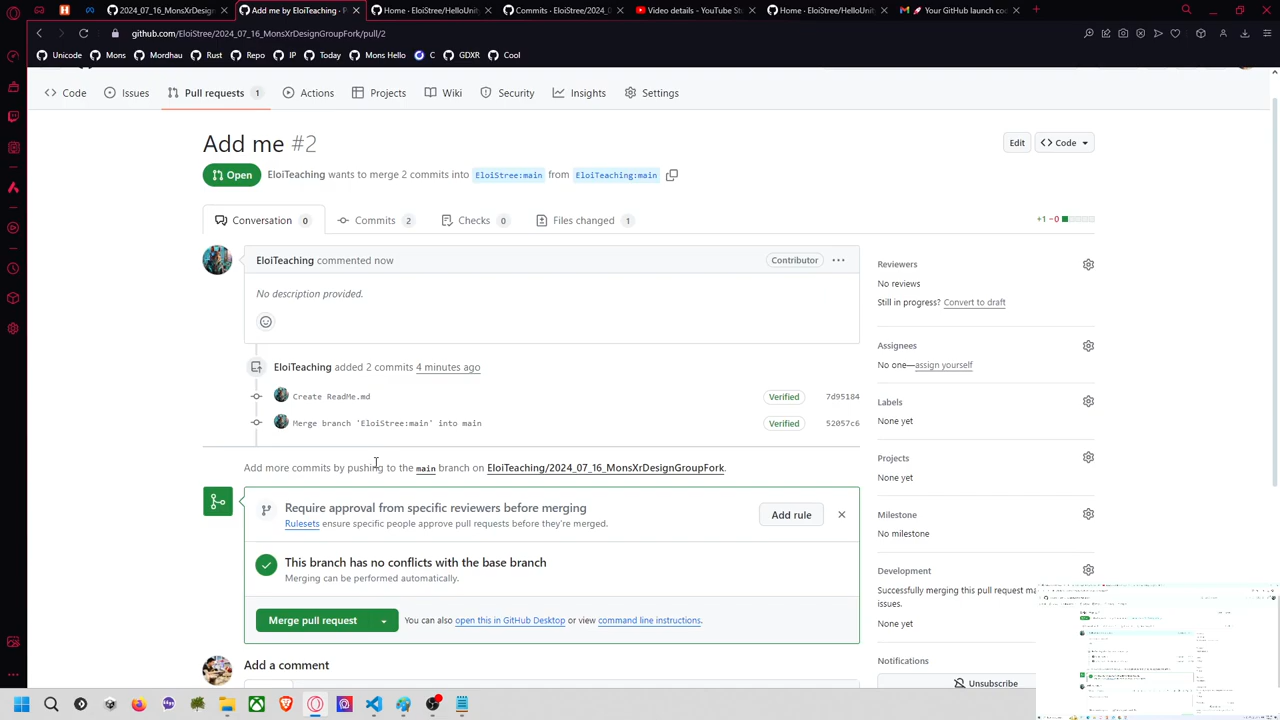 2024_07_16_MonsXrDesign
Add me by EloiTeaching · P
Home · EloiStree/HelloUnit
Commits · EloiStree/2024_0
Video details - YouTube S
Home · EloiStree/HelloUnit
🚀 Your GitHub launch co
github.com/EloiStree/2024_07_16_MonsXrDesignGroupFork/pull/2
Unicode Mons Mordhau Rust Repo IP Today Mons Hello C GDXR Cool
Code Issues Pull requests 1 Actions Projects Wiki Insights Security Settings
Add me #2
Edit
Code
Open
EloiTeaching wants to merge 2 commits into EloiStree:main from EloiTeaching:main
Conversation 0 Commits 2 Checks 0 Files changed 1
+1 −0
EloiTeaching commented now
Contributor
No description provided.
EloiTeaching added 2 commits 4 minutes ago
Create ReadMe.md Verified 7d95184
Merge branch 'EloiStree:main' into main Verified 52057c6
Add more commits by pushing to the main branch on EloiTeaching/2024_07_16_MonsXrDesignGroupFork.
Require approval from specific reviewers before merging
Rulesets ensure specific people approve pull requests before they're merged.
Add rule
This branch has no conflicts with the base branch
Merging can be performed automatically.
Merge pull request
You can also open this in GitHub Desktop or view command line instructions.
Add a comment
Reviewers
No reviews
Still in progress? Convert to draft
Assignees
No one—assign yourself
Labels
None yet
Projects
None yet
Milestone
No milestone
Development
Successfully merging this pull request ma
issues.
yet
Notifications
Unsubscribe